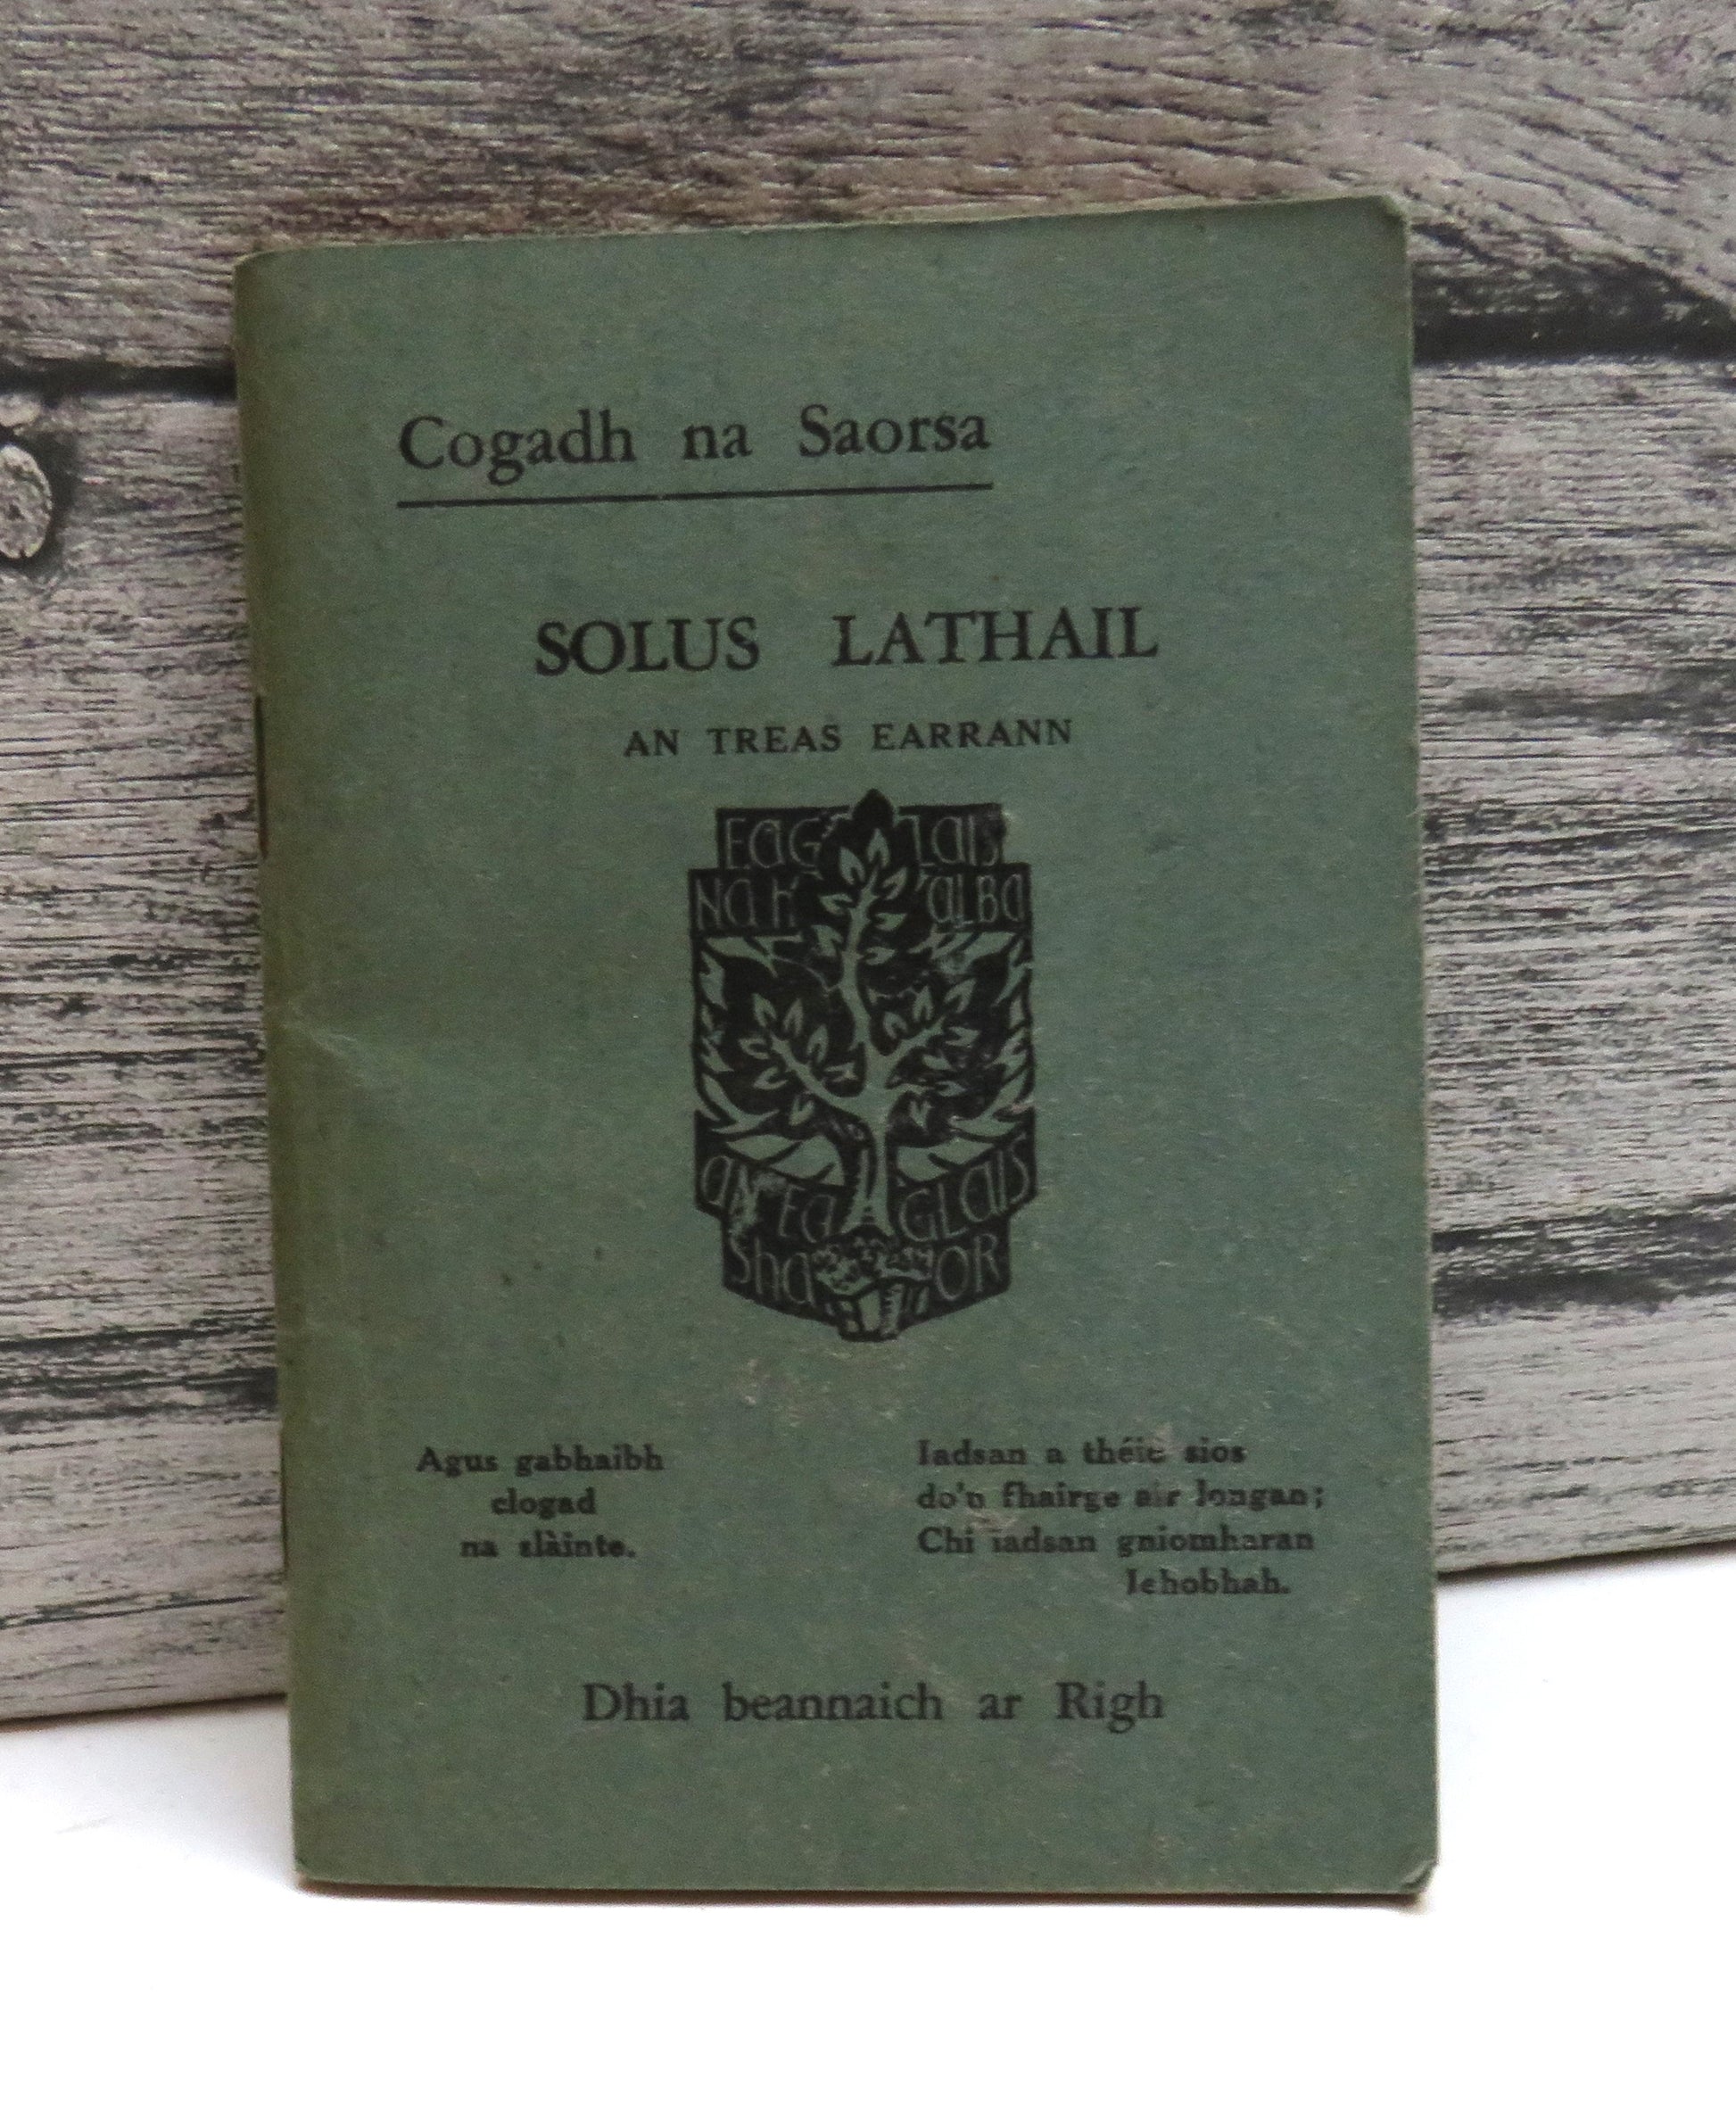 Cogadh na Saorsa
SOLUS LATHAIL
AN TREAS EARRANN
EAG LAIS
NA H ALBA
AN EA GLAIS
SHA OR
Agus gabhaibh
clogad
na slàinte.
Iadsan a théid sios
do'n fhairge air longan;
Chi iadsan gniomharan
Iehobhah.
Dhia beannaich ar Righ